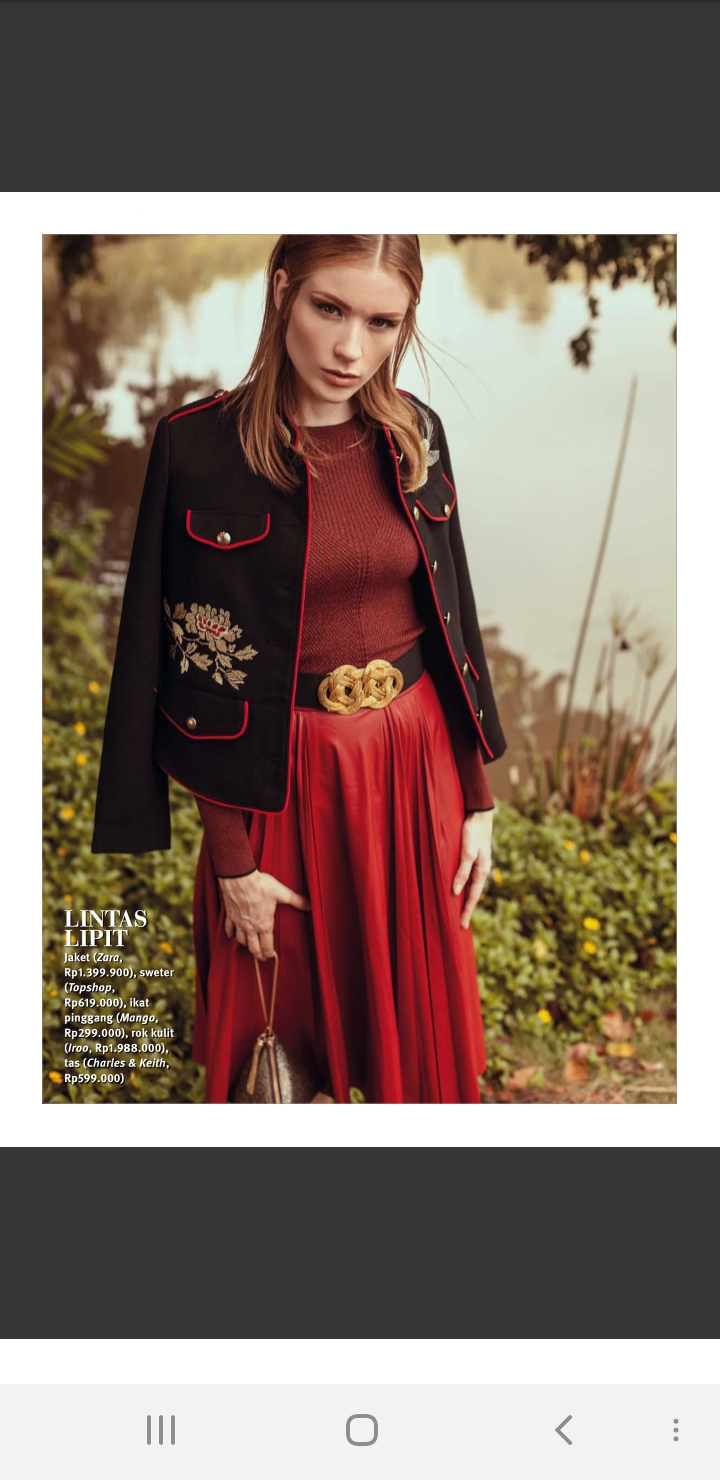 LINTAS
LIPIT
Jaket (Zara,
Rp1.399.900), sweter
(Topshop,
Rp619.000), ikat
pinggang (Mango,
Rp299.000), rok kulit
(Iroo, Rp1.988.000),
tas (Charles & Keith,
Rp599.000)